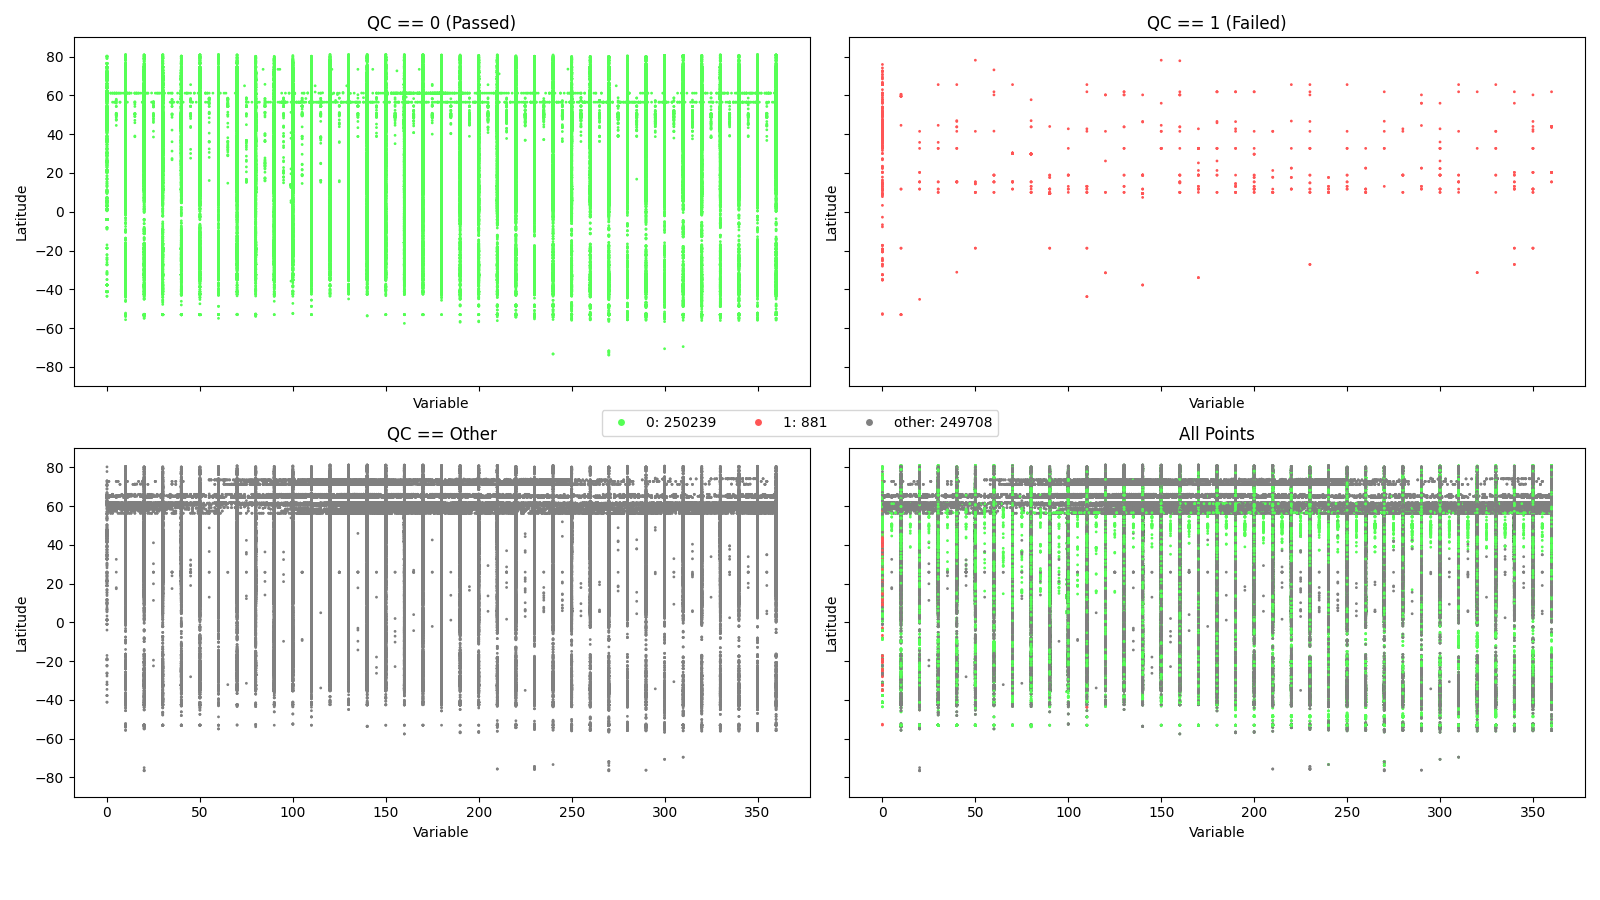 QC == 0 (Passed)
QC == 1 (Failed)
Latitude
80
60
40
20
0
−20
−40
−60
−80
Variable
Latitude
Variable
0: 250239
1: 881
other: 249708
QC == Other
All Points
Latitude
80
60
40
20
0
−20
−40
−60
−80
0 50 100 150 200 250 300 350
Variable
Latitude
0 50 100 150 200 250 300 350
Variable